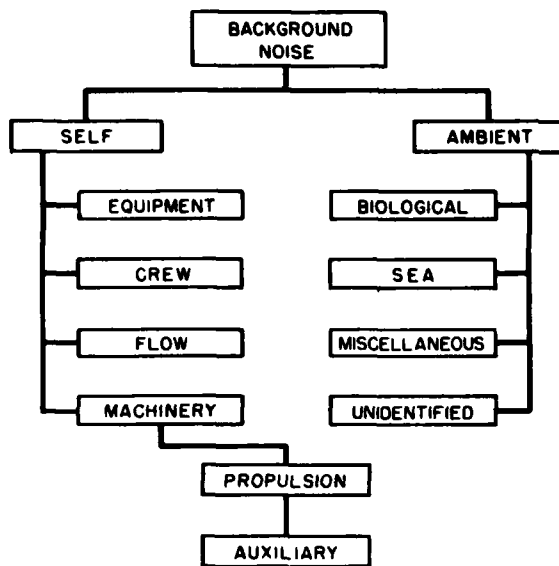 BACKGROUND
NOISE
SELF
AMBIENT
EQUIPMENT
BIOLOGICAL
CREW
SEA
FLOW
MISCELLANEOUS
MACHINERY
UNIDENTIFIED
PROPULSION
AUXILIARY